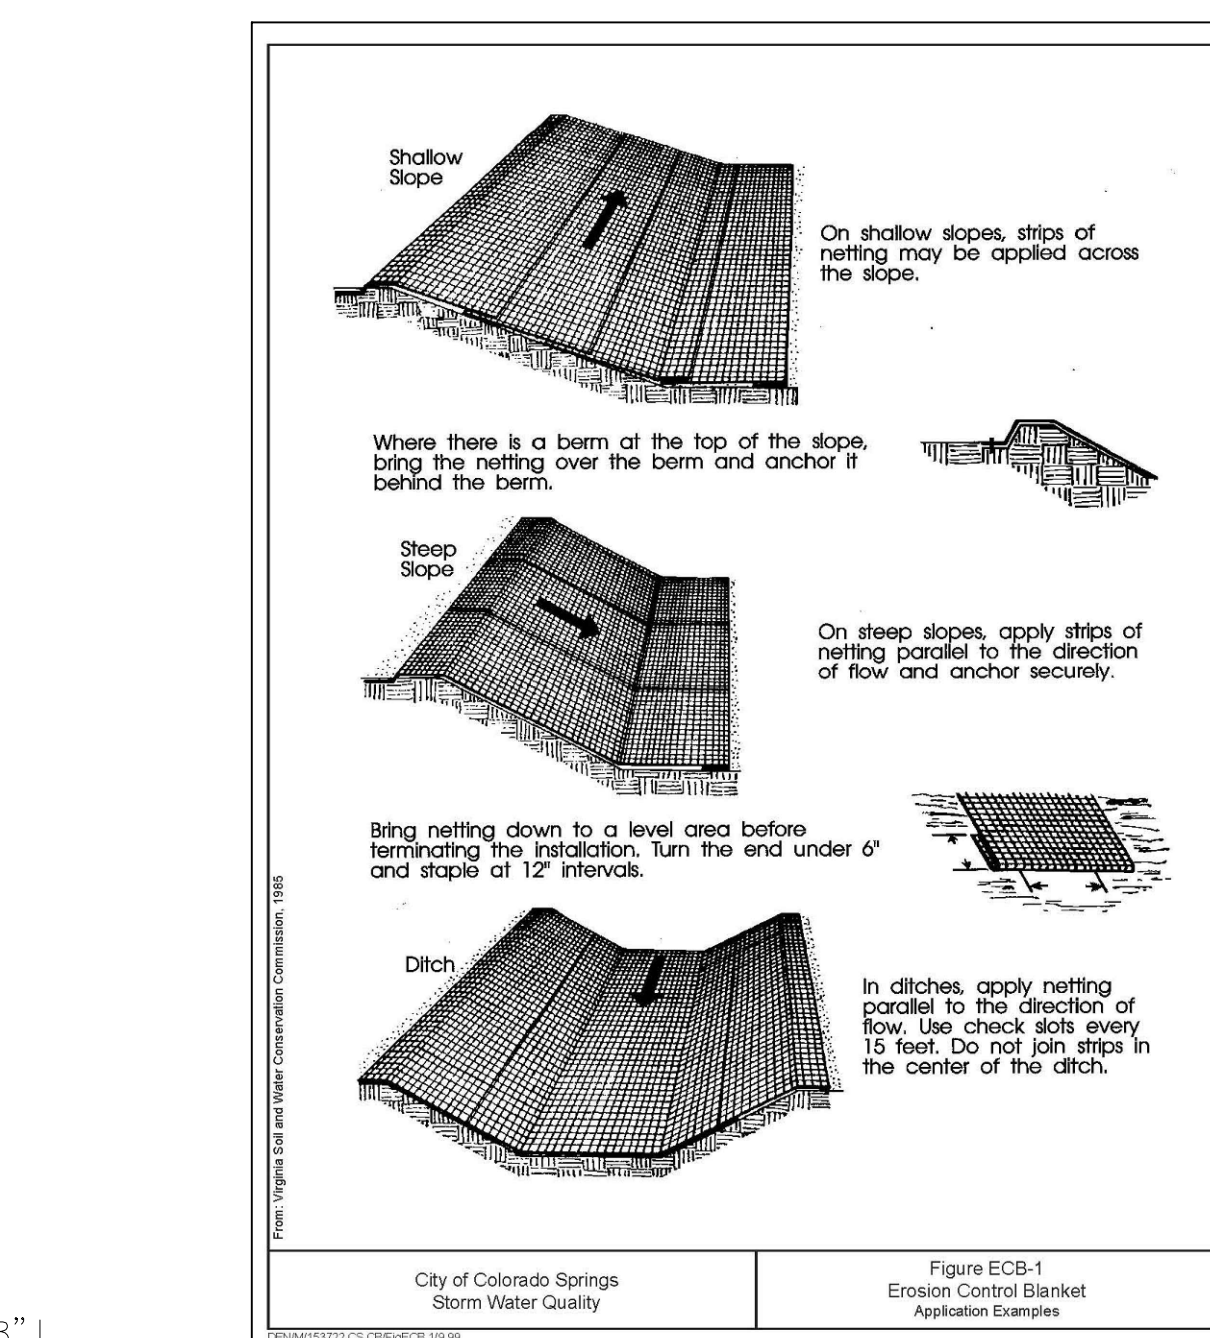 Shallow
Slope
On shallow slopes, strips of
netting may be applied across
the slope.
Where there is a berm at the top of the slope,
bring the netting over the berm and anchor it
behind the berm.
Steep
Slope
On steep slopes, apply strips of
netting parallel to the direction
of flow and anchor securely.
Bring netting down to a level area before
terminating the installation. Turn the end under 6"
and staple at 12" intervals.
Ditch
In ditches, apply netting
parallel to the direction of
flow. Use check slots every
15 feet. Do not join strips in
the center of the ditch.
From: Virginia Soil and Water Conservation Commission, 1985
City of Colorado Springs
Storm Water Quality
Figure ECB-1
Erosion Control Blanket
Application Examples